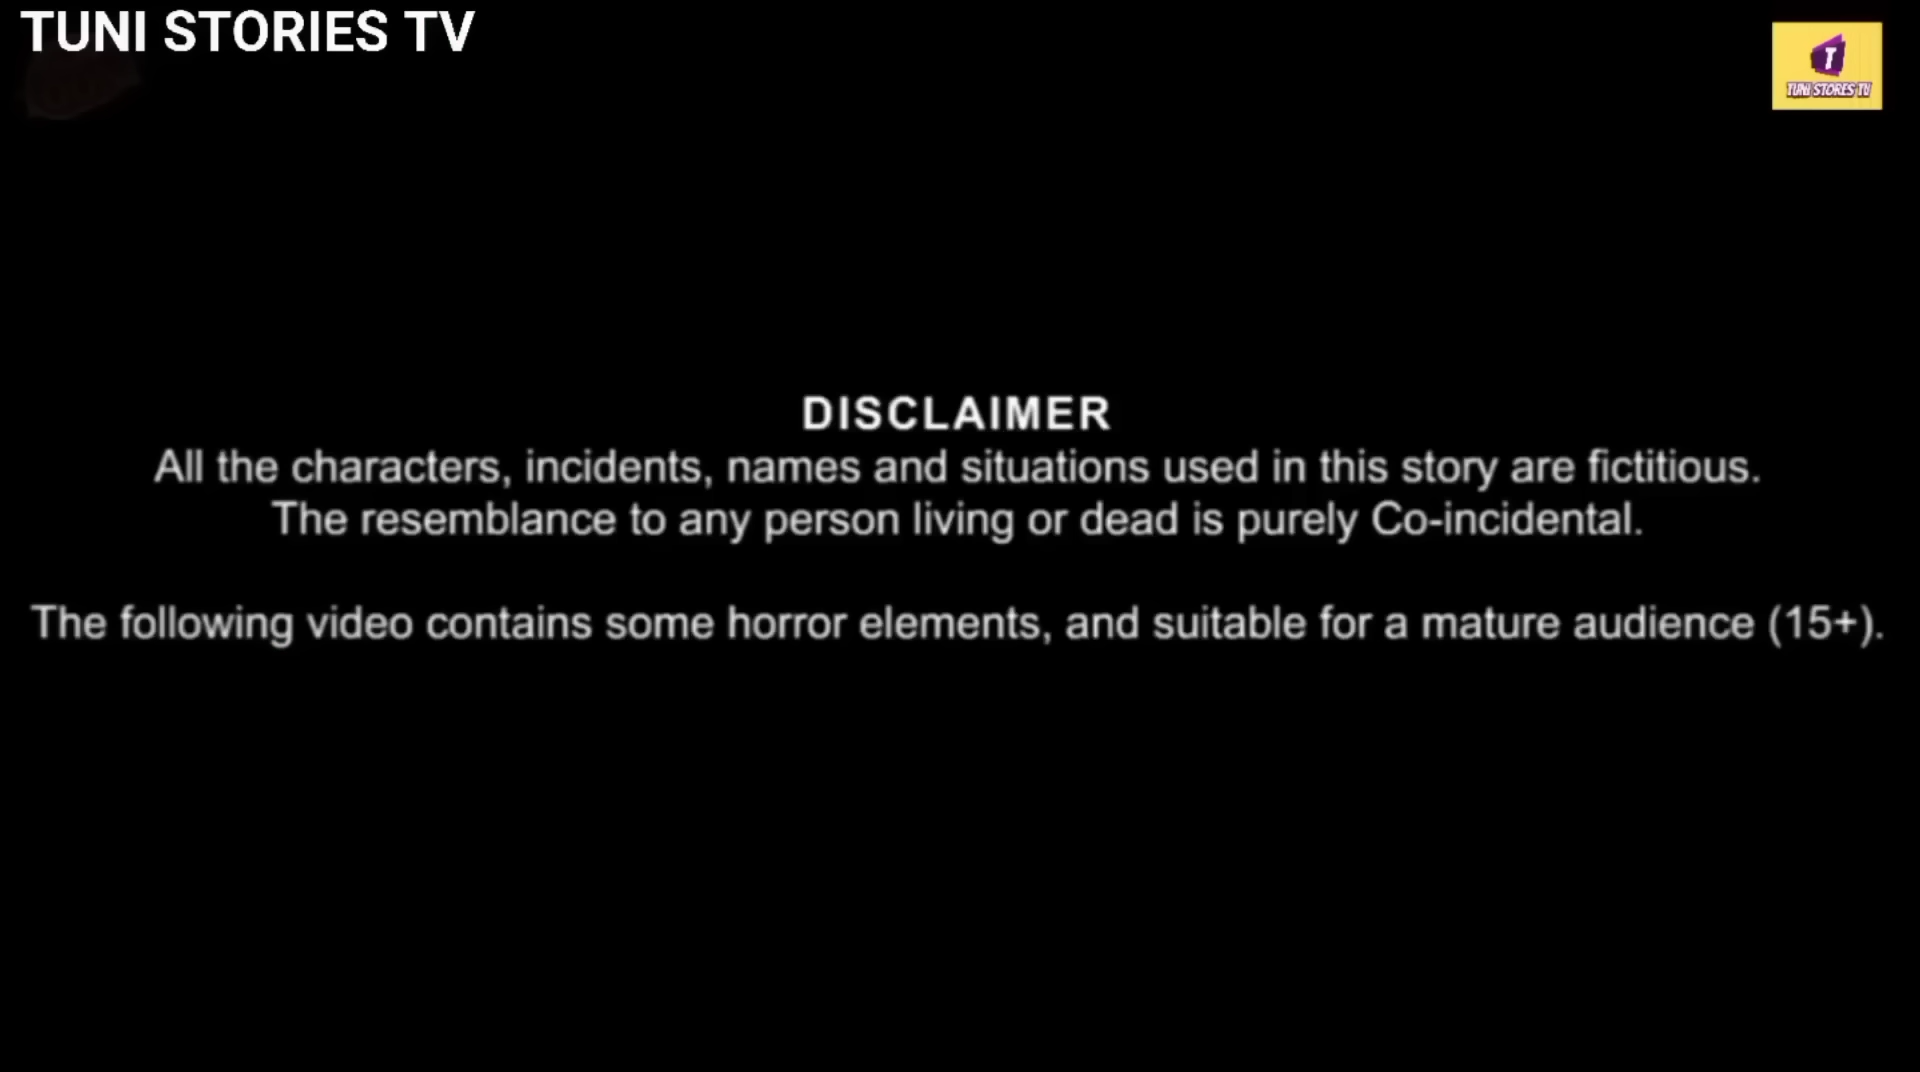 TUNI STORIES TV
T
TUNI STORES TV
DISCLAIMER
All the characters, incidents, names and situations used in this story are fictitious.
The resemblance to any person living or dead is purely Co-incidental.
The following video contains some horror elements, and suitable for a mature audience (15+).